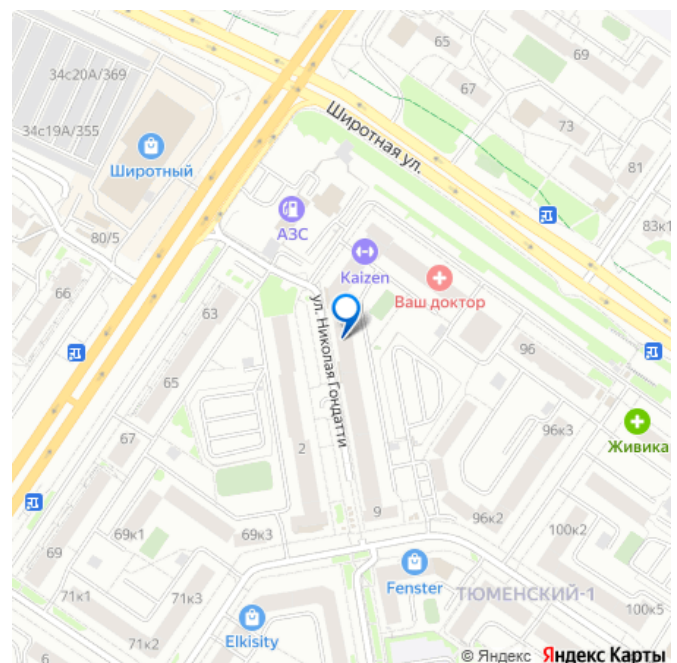 65
69
34с20А/369
67
Широтная ул.
73
34с19А/355
Широтный
81
АЗС
83к1
80/5
Kaizen
Ваш доктор
66
63
ул. Николая Гондатти
96
65
Живика
67
2
96к3
9
96к2
69к1
69к3
100к2
69
Fenster
ТЮМЕНСКИЙ-1
71к1
71к3
100к5
Elkisity
71к2
6
© Яндекс Яндекс Карты